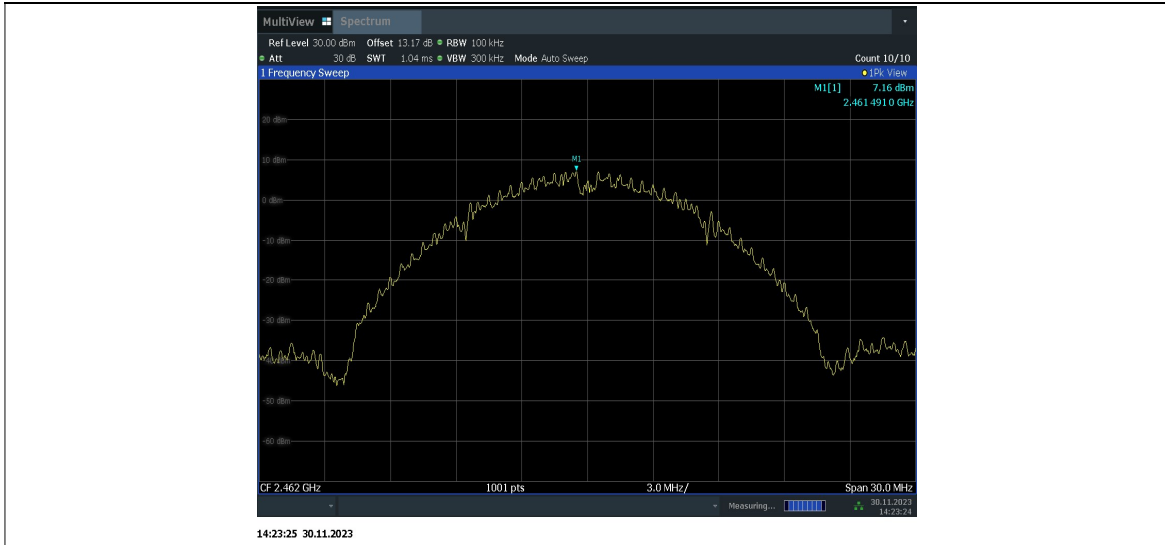 MultiView Spectrum
Ref Level 30.00 dBm Offset 13.17 dB RBW 100 kHz
Att 30 dB SWT 1.04 ms VBW 300 kHz Mode Auto Sweep Count 10/10
1 Frequency Sweep 1Pk View
M1[1] 7.16 dBm
2.461 4910 GHz
20 dBm
10 dBm
M1
0 dBm
-10 dBm
-20 dBm
-30 dBm
-40 dBm
-50 dBm
-60 dBm
CF 2.462 GHz 1001 pts 3.0 MHz/ Span 30.0 MHz
Measuring... 30.11.2023
14:23:24
14:23:25 30.11.2023